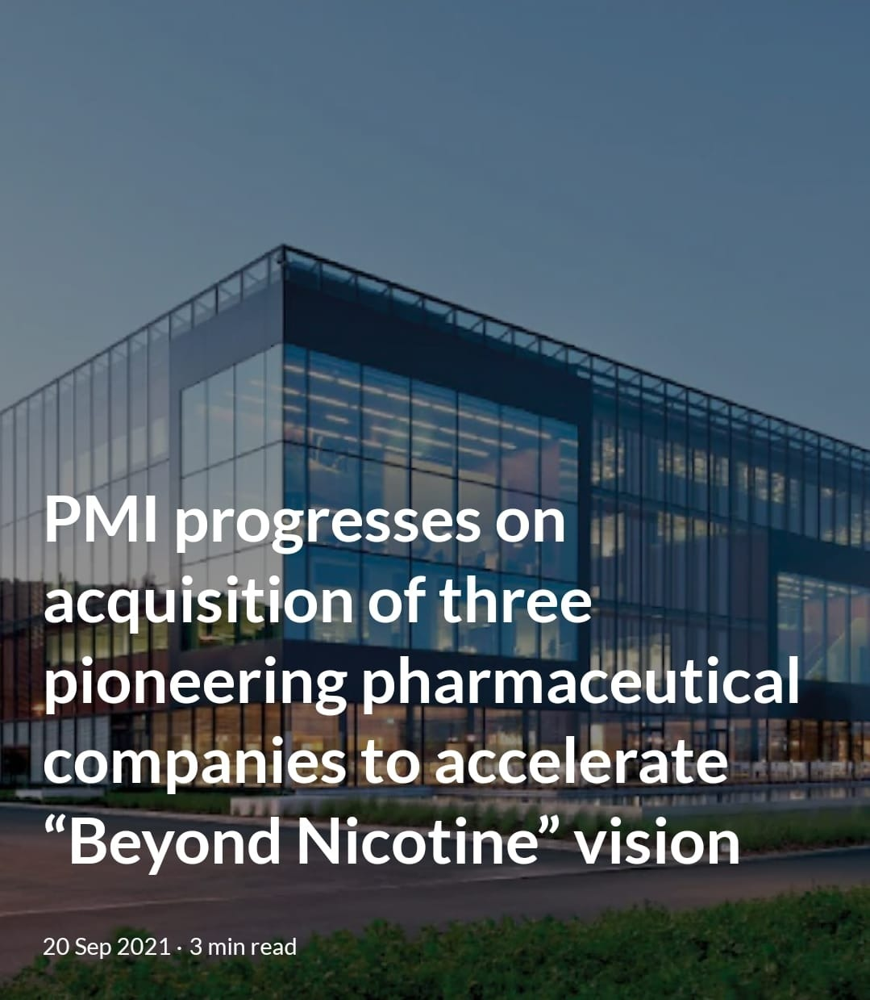 PMI progresses on
acquisition of three
pioneering pharmaceutical
companies to accelerate
“Beyond Nicotine” vision
20 Sep 2021 · 3 min read